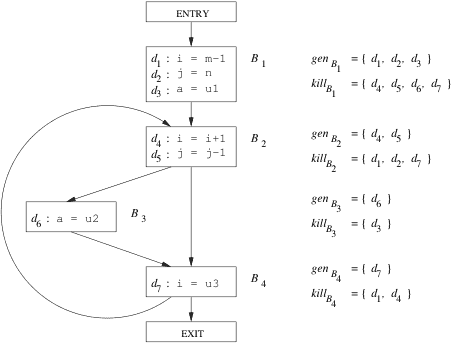 ENTRY
d1 : i = m-1
d2 : j = n
d3 : a = u1
B1
gen B1 = { d1, d2, d3 }
kill B1 = { d4, d5, d6, d7 }
d4 : i = i+1
d5 : j = j-1
B2
gen B2 = { d4, d5 }
kill B2 = { d1, d2, d7 }
d6 : a = u2
B3
gen B3 = { d6 }
kill B3 = { d3 }
d7 : i = u3
B4
gen B4 = { d7 }
kill B4 = { d1, d4 }
EXIT